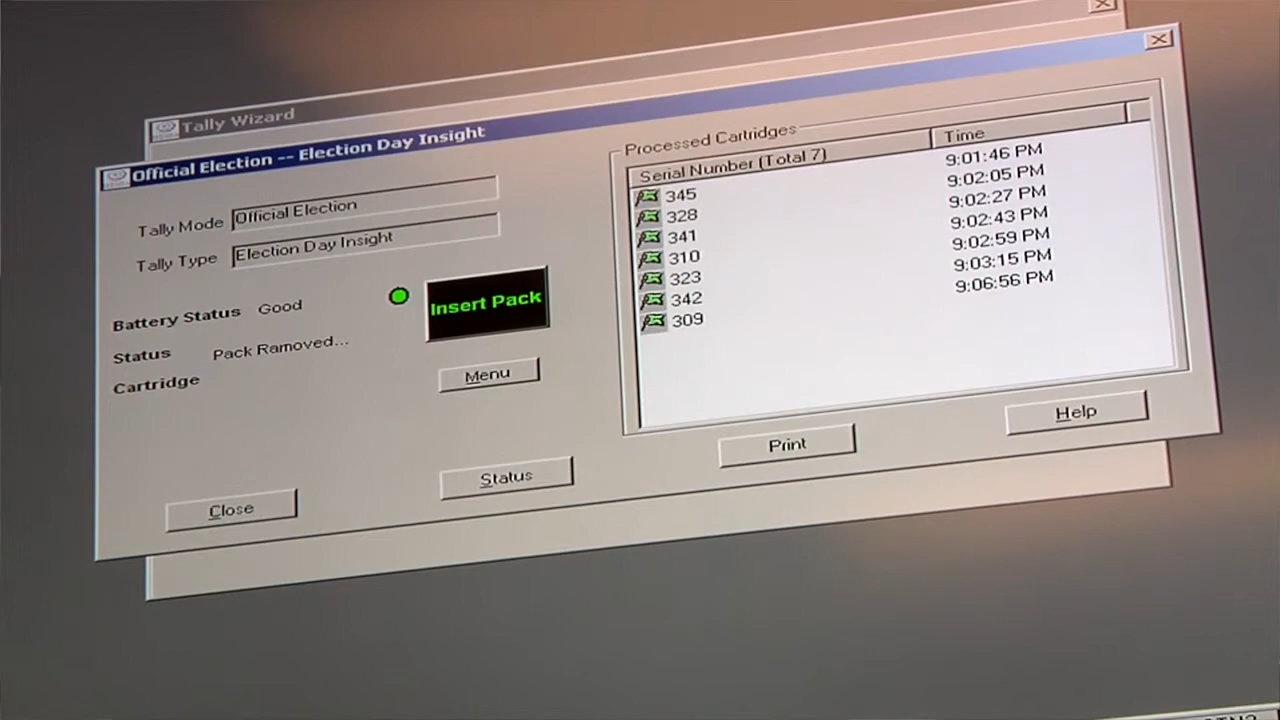 Tally Wizard
Official Election -- Election Day Insight
Tally Mode Official Election
Tally Type Election Day Insight
Battery Status Good
Insert Pack
Status Pack Removed...
Cartridge
Menu
Status
Close
Processed Cartridges
Serial Number (Total 7) Time
345 9:01:46 PM
328 9:02:05 PM
341 9:02:27 PM
310 9:02:43 PM
323 9:02:59 PM
342 9:03:15 PM
309 9:06:56 PM
Print
Help